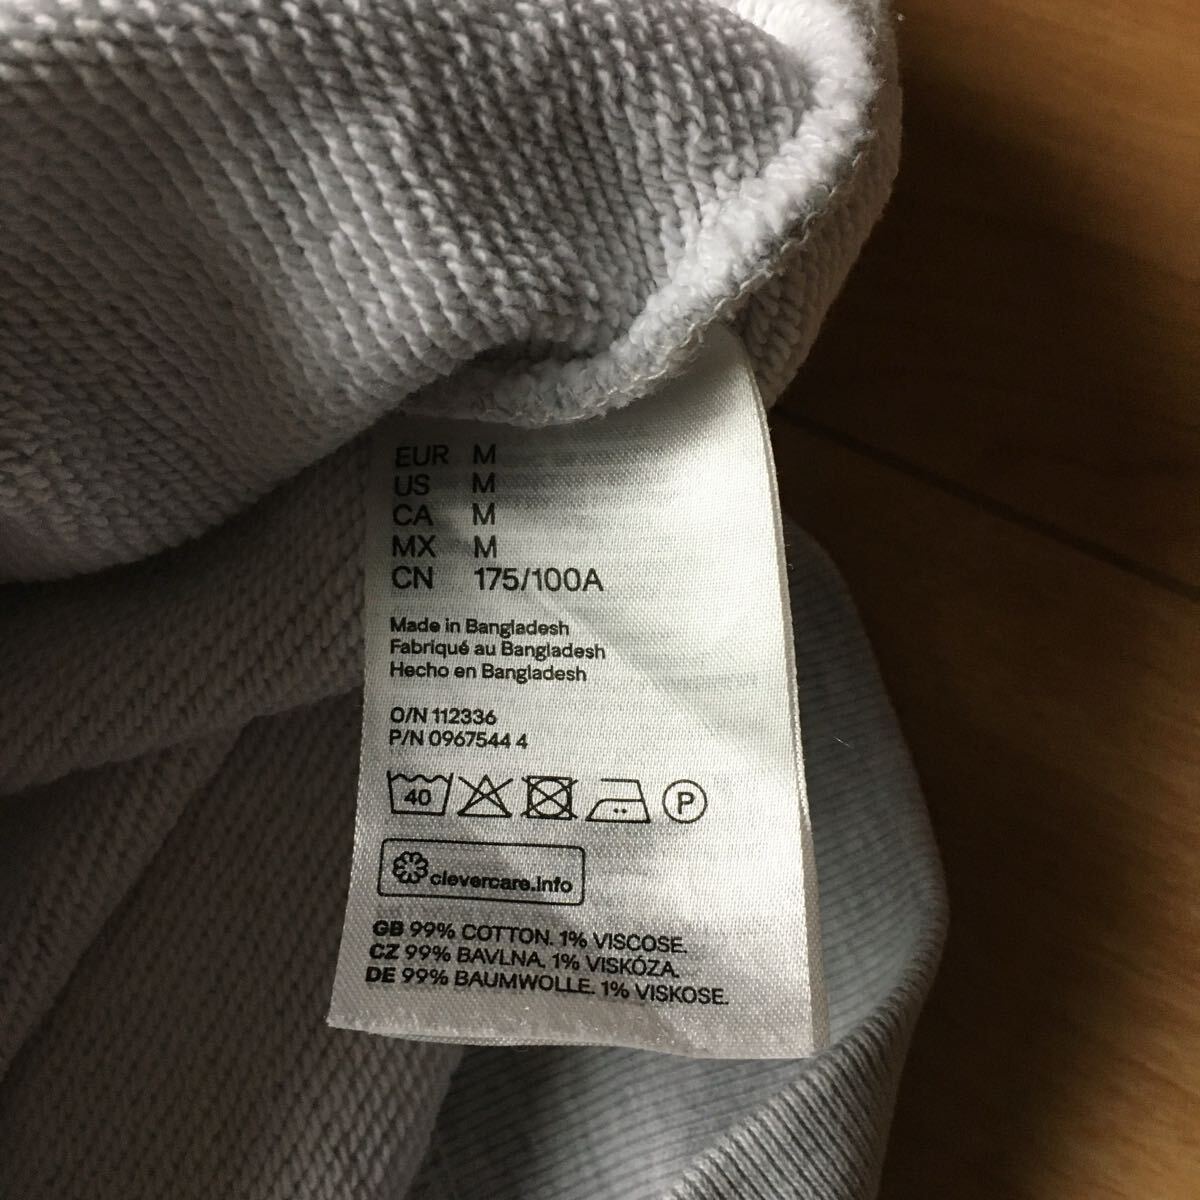 EUR M
US M
CA M
MX M
CN 175/100A
Made in Bangladesh
Fabriqué au Bangladesh
Hecho en Bangladesh
O/N 112336
P/N 0967544 4
40 P
clevercare.info
GB 99% COTTON. 1% VISCOSE.
CZ 99% BAVLNA. 1% VISKÓZA.
DE 99% BAUMWOLLE. 1% VISKOSE.